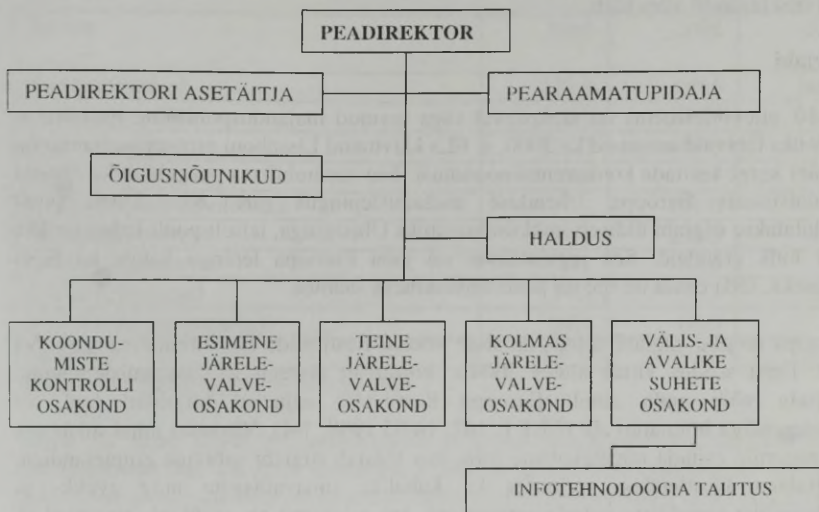 PEADIREKTOR
PEADIREKTORI ASETÄITJA
PEARAAMATUPIDAJA
ÕIGUSNÕUNIKUD
HALDUS
KOONDU-
MISTE
KONTROLLI
OSAKOND
ESIMENE
JÄRELE-
VALVE-
OSAKOND
TEINE
JÄRELE-
VALVE-
OSAKOND
KOLMAS
JÄRELE-
VALVE-
OSAKOND
VÄLIS- JA
AVALIKE
SUHETE
OSAKOND
INFOTEHNOLOOGIA TALITUS